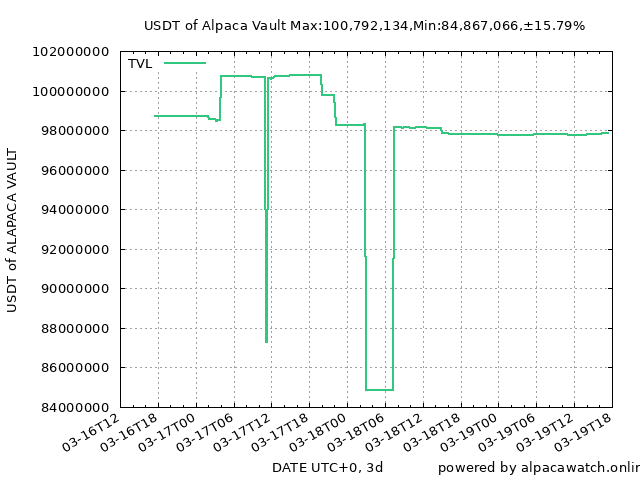 USDT of Alpaca Vault Max:100,792,134,Min:84,867,066,±15.79%
TVL
102000000
100000000
98000000
96000000
94000000
92000000
90000000
88000000
86000000
84000000
USDT of ALAPACA VAULT
03-16T12
03-16T18
03-17T00
03-17T06
03-17T12
03-17T18
03-18T00
03-18T06
03-18T12
03-18T18
03-19T00
03-19T06
03-19T12
03-19T18
DATE UTC+0, 3d
powered by alpacawatch.onlin